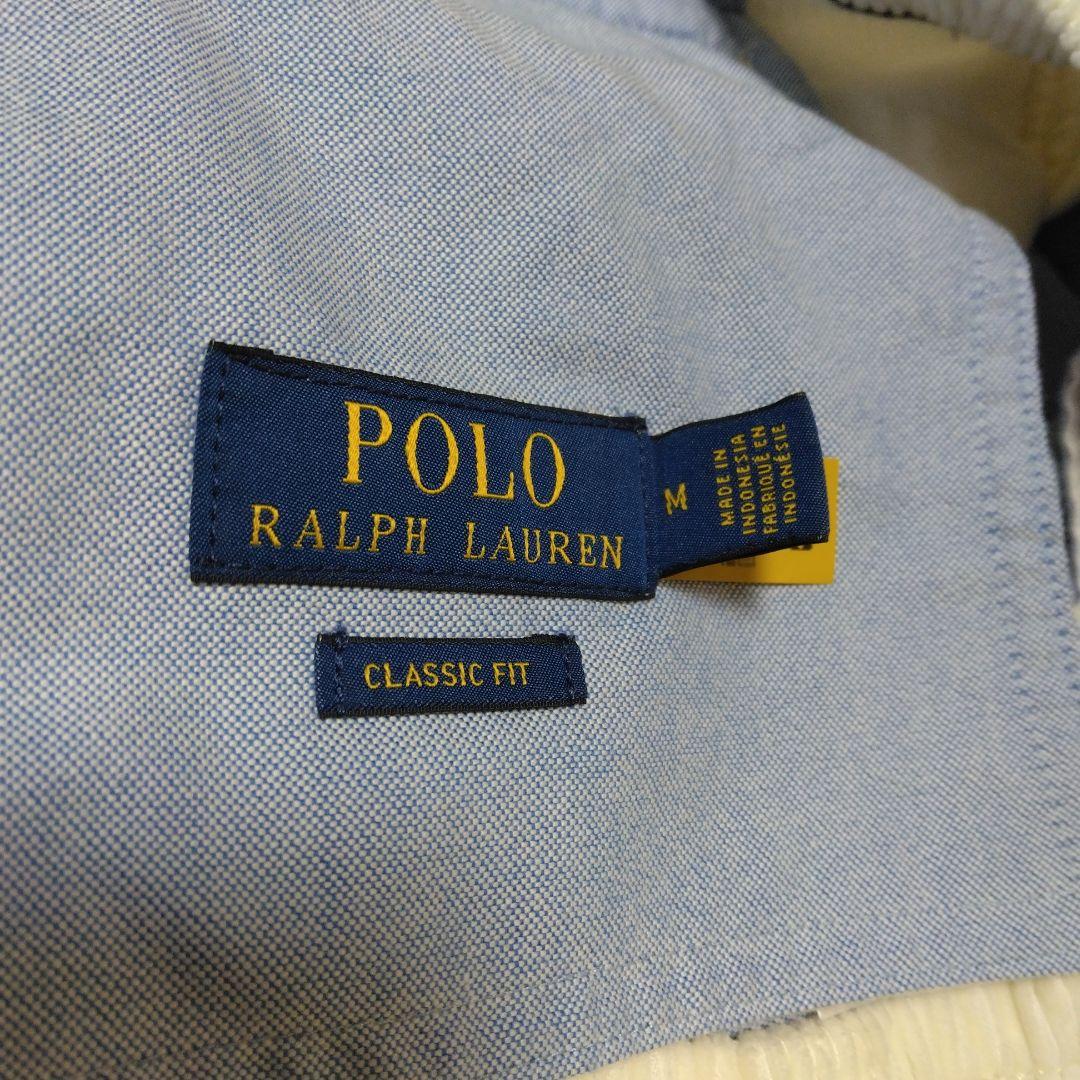 POLO
RALPH LAUREN
M
MADE IN
INDONESIA
FABRIQUÉ EN
INDONÉSIE
CLASSIC FIT